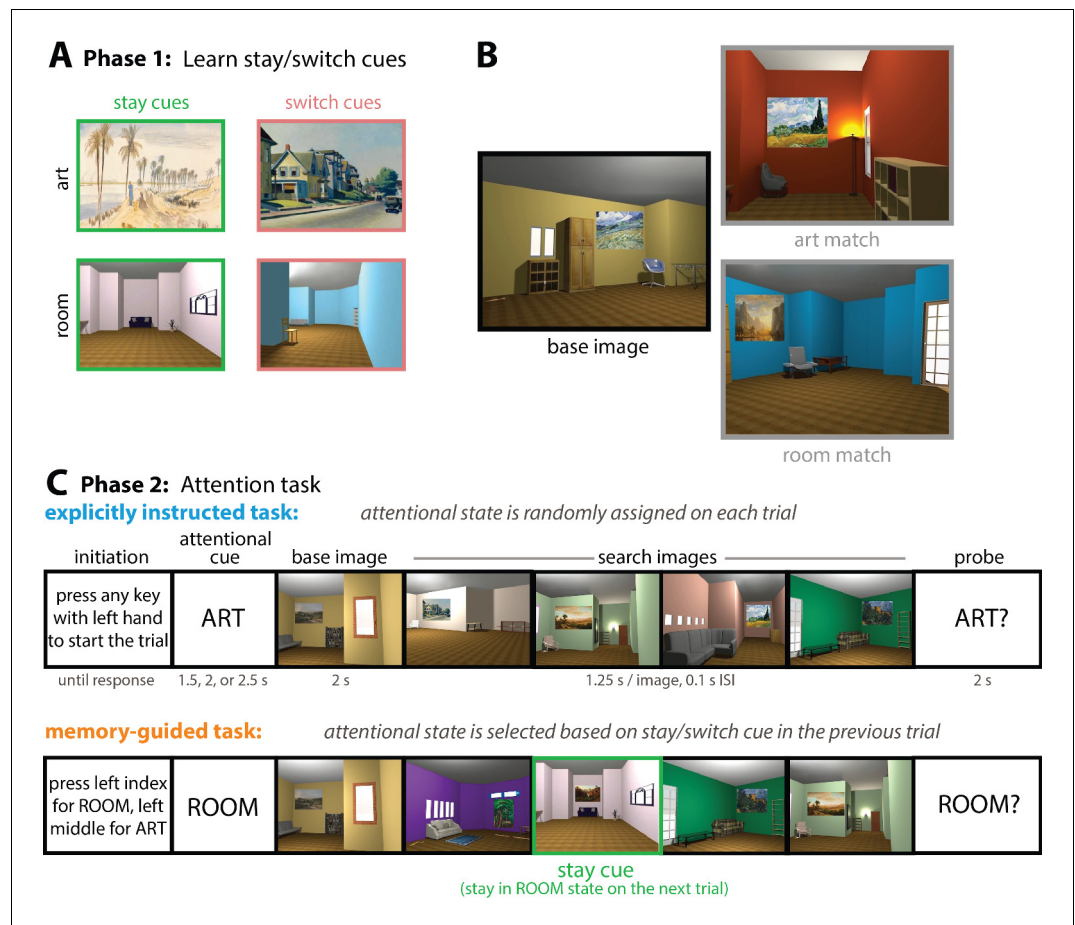 A Phase 1: Learn stay/switch cues
stay cues
switch cues
art
room
B
base image
art match
room match
C Phase 2: Attention task
explicitly instructed task: attentional state is randomly assigned on each trial
initiation
attentional
cue
base image
search images
probe
press any key
with left hand
to start the trial
ART
ART?
until response
1.5, 2, or 2.5 s
2 s
1.25 s / image, 0.1 s ISI
2 s
memory-guided task: attentional state is selected based on stay/switch cue in the previous trial
press left index
for ROOM, left
middle for ART
ROOM
ROOM?
stay cue
(stay in ROOM state on the next trial)